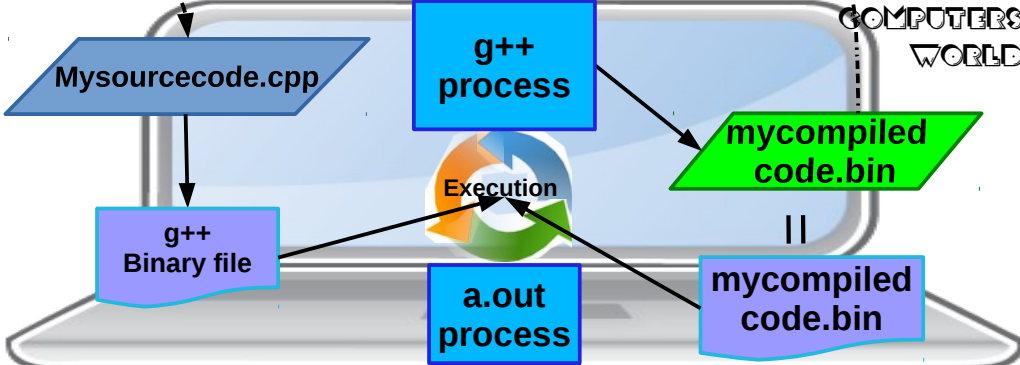 COMPUTERS
WORLD
g++
process
Mysourcecode.cpp
mycompiled
code.bin
Execution
g++
Binary file
||
mycompiled
code.bin
a.out
process